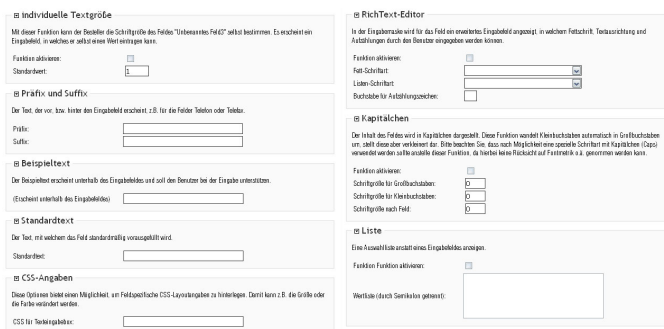 individuelle Textgröße
Mit dieser Funktion kann der Besteller die Schriftgröße des Feldes "Unbenanntes Feld3" selbst bestimmen. Es erscheint ein
Eingabefeld, in welches er selbst einen Wert eintragen kann.
Funktion aktivieren:
Standardwert: 1
Präfix und Suffix
Der Text, der vor, bzw. hinter den Eingabefeld erscheint, z.B. für die Felder Telefon oder Telefax.
Präfix:
Suffix:
Beispieltext
Der Beispieltext erscheint unterhalb des Eingabefeldes und soll den Benutzer bei der Eingabe unterstützen.
(Erscheint unterhalb des Eingabefeldes)
Standardtext
Der Text, mit welchem das Feld standardmäßig vorausgefüllt wird.
Standardtext:
CSS-Angaben
Diese Optionen bietet einen Möglichkeit, um Feldspezifische CSS-Layoutangaben zu hinterlegen. Damit kann z.B. die Größe oder
die Farbe verändert werden.
CSS für Texteingabebox:
RichText-Editor
In der Eingabemaske wird für das Feld ein erweitertes Eingabefeld angezeigt, in welchem Fettschrift, Textausrichtung und
Aufzählungen durch den Benutzer eingegeben werden können.
Funktion aktivieren:
Fett-Schriftart:
Listen-Schriftart
Buchstabe für Aufzählungszeichen:
Kapitälchen
Der Inhalt des Feldes wird in Kapitälchen dargestellt. Diese Funktion wandelt Kleinbuchstaben automatisch in Großbuchstaben
um, stellt diese aber verkleinert dar. Bitte beachten Sie, dass nach Möglichkeit eine spezielle Schriftart mit Kapitälchen (Caps)
verwendet werden sollte anstelle dieser Funktion, da hierbei keine Rücksicht auf Fontmetrik o.ä. genommen werden kann.
Funktion aktivieren:
Schriftgröße für Großbuchstaben: 0
Schriftgröße für Kleinbuchstaben: 0
Schriftgröße nach Feld: 0
Liste
Eine Auswahlliste anstatt eines Eingabefeldes anzeigen.
Funktion Funktion aktivieren:
Wertliste (durch Semikolon getrennt):